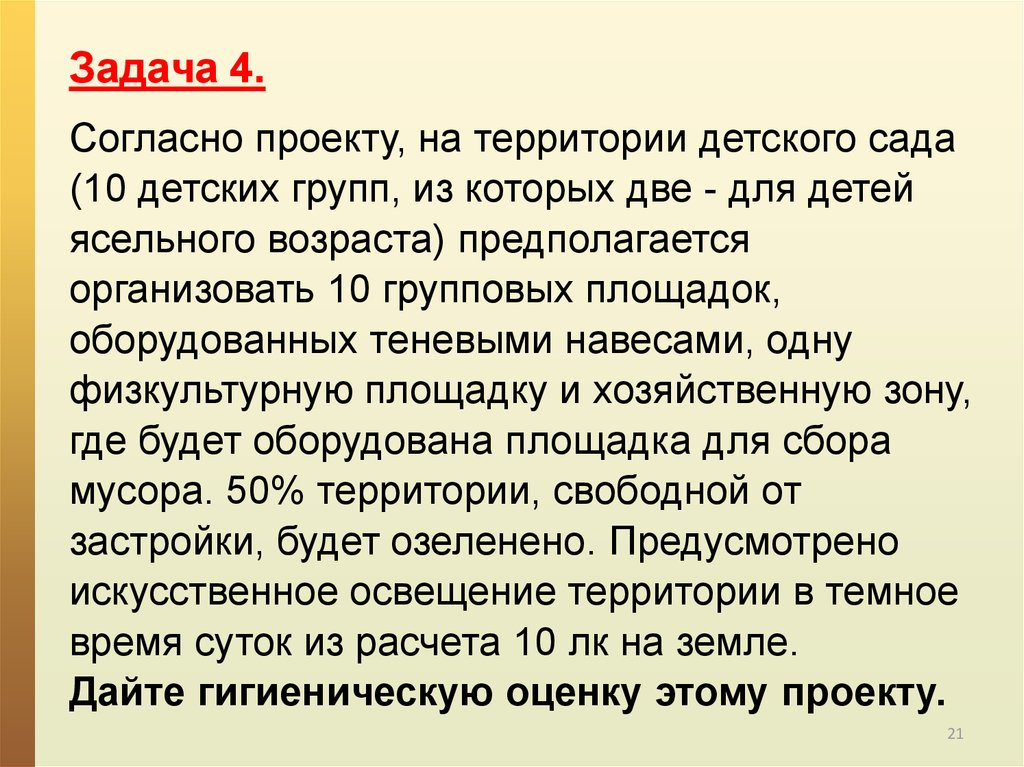 Задача 4.
Согласно проекту, на территории детского сада
(10 детских групп, из которых две - для детей
ясельного возраста) предполагается
организовать 10 групповых площадок,
оборудованных теневыми навесами, одну
физкультурную площадку и хозяйственную зону,
где будет оборудована площадка для сбора
мусора. 50% территории, свободной от
застройки, будет озеленено. Предусмотрено
искусственное освещение территории в темное
время суток из расчета 10 лк на земле.
Дайте гигиеническую оценку этому проекту.
21